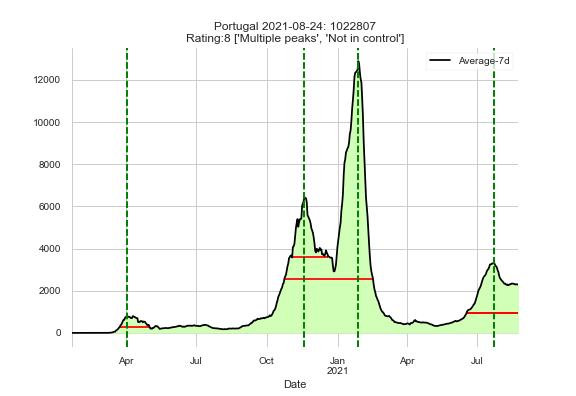 Portugal 2021-08-24: 1022807
Rating:8 ['Multiple peaks', 'Not in control']
Average-7d
12000
10000
8000
6000
4000
2000
0
Apr Jul Oct Jan Apr Jul
2021
Date